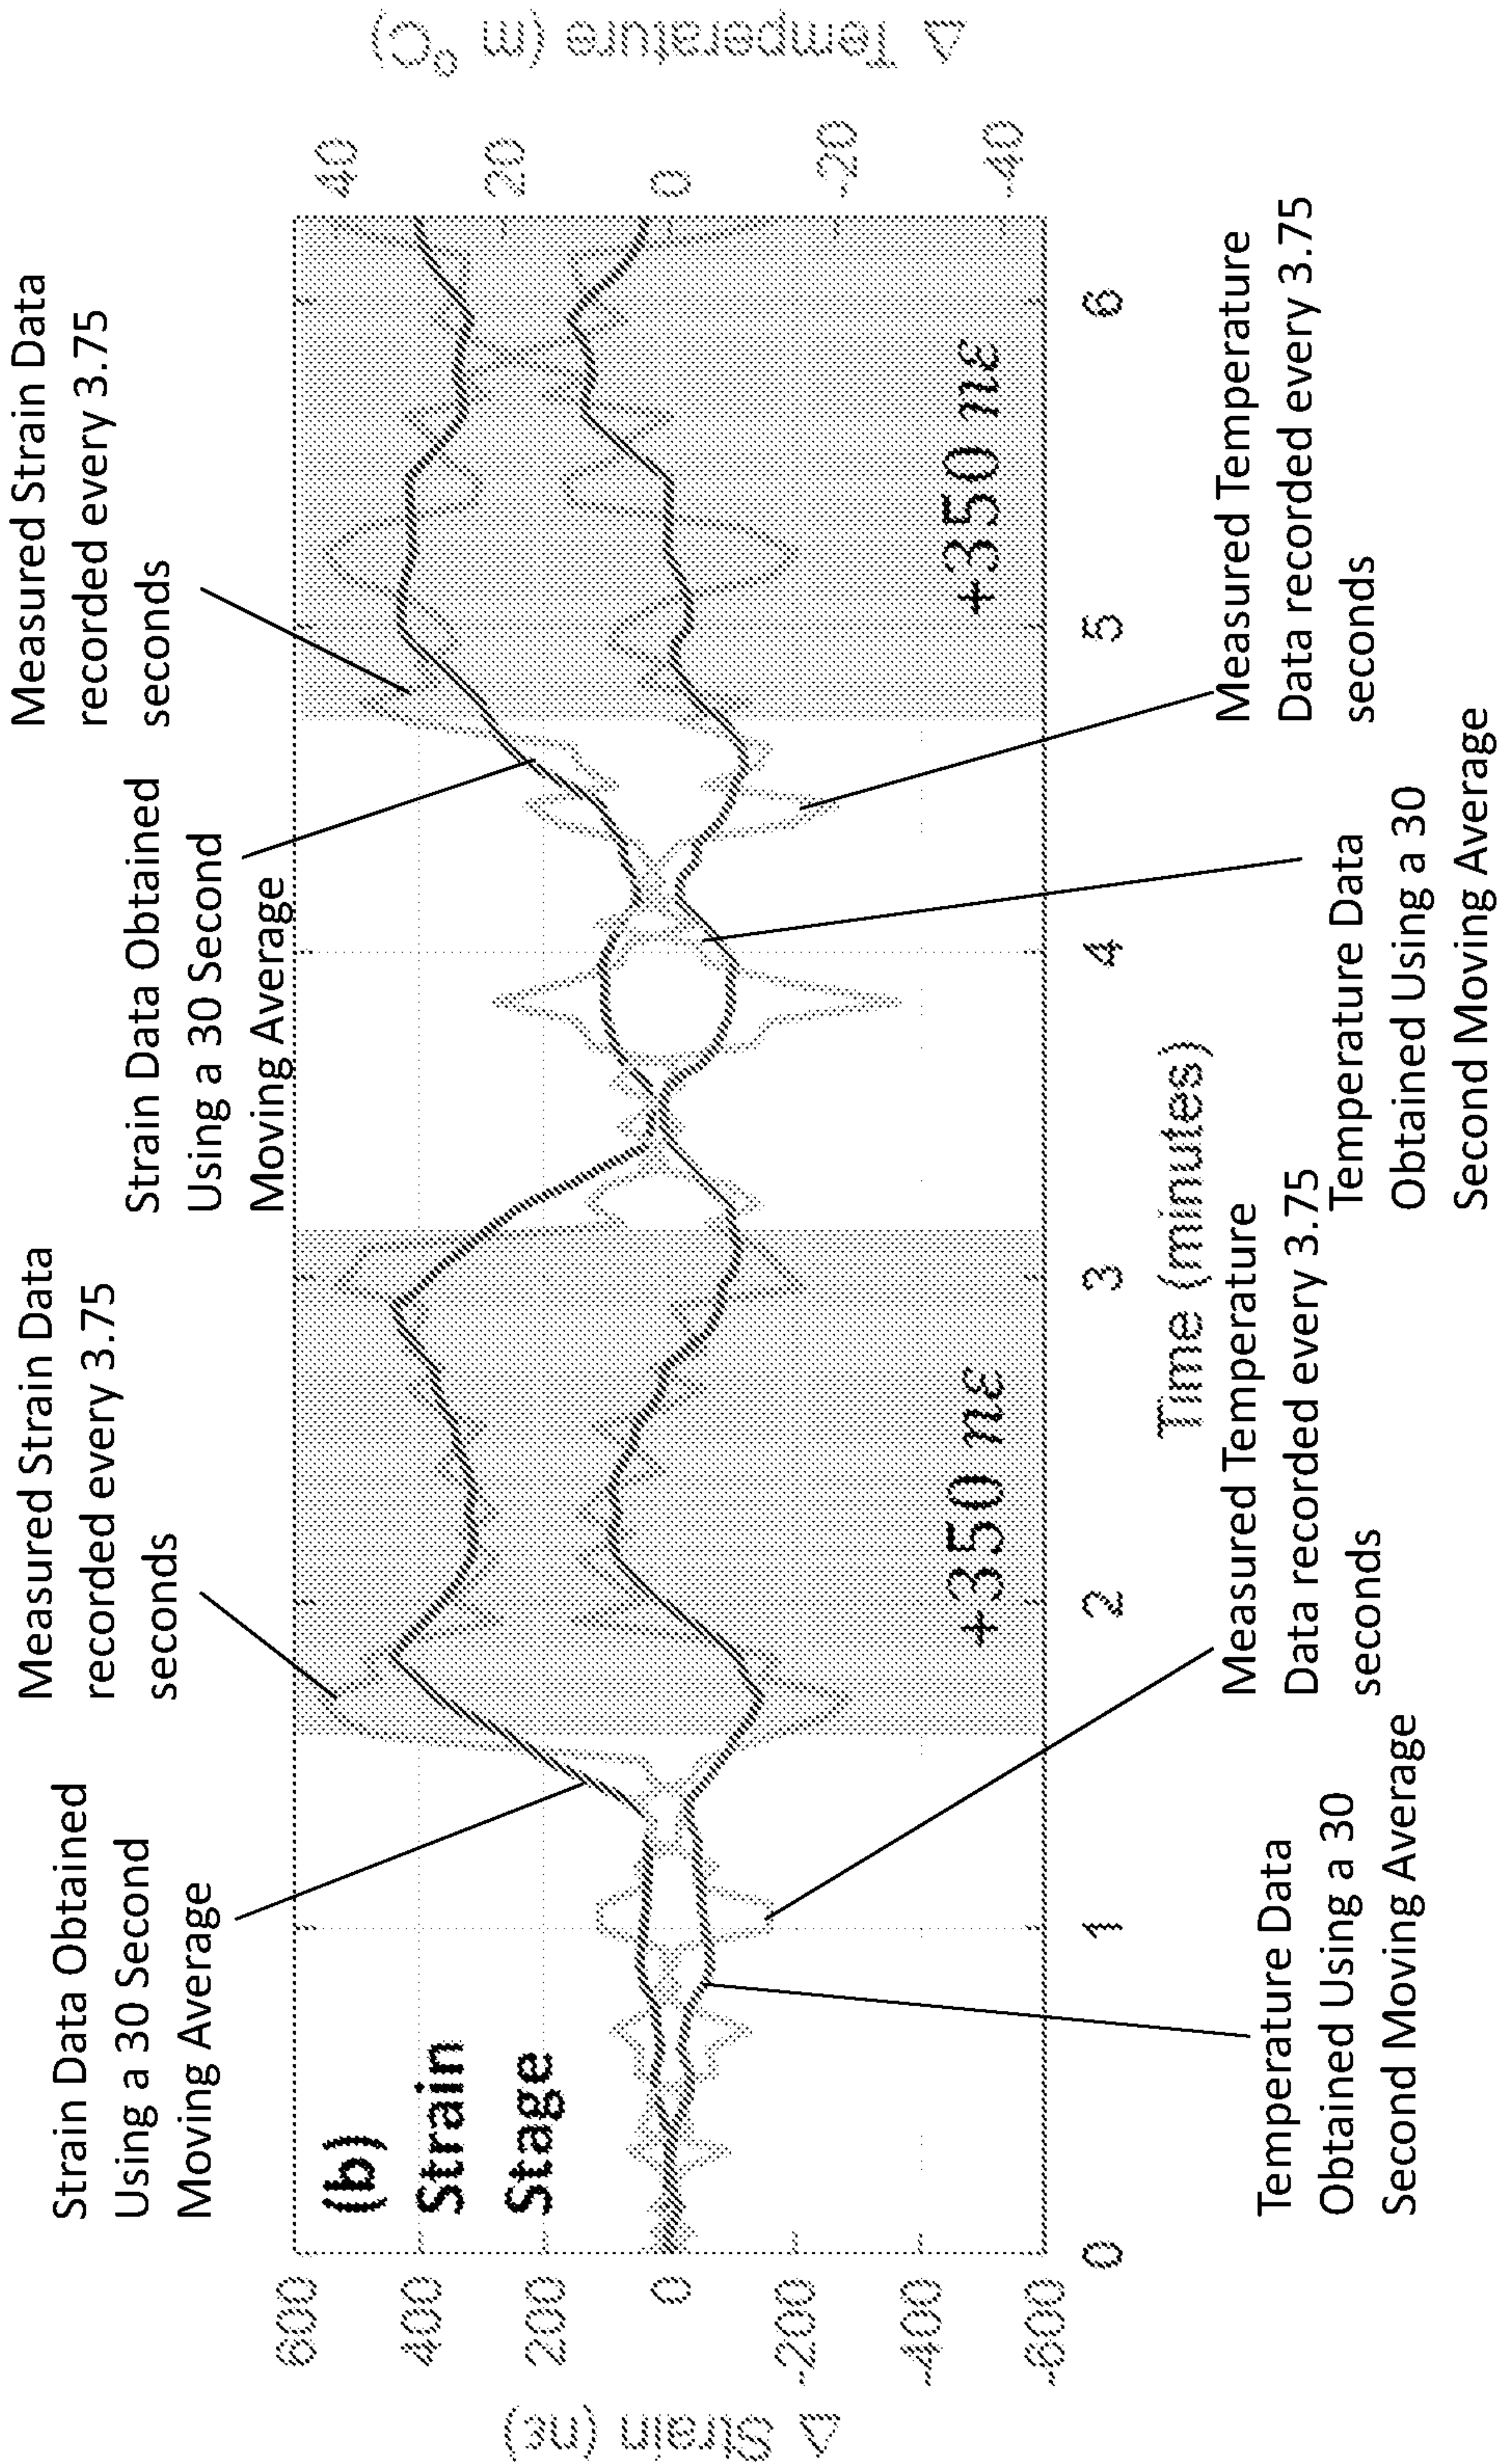 Strain Data Obtained
Using a 30 Second
Moving Average
Measured Strain Data
recorded every 3.75
seconds
Strain Data Obtained
Using a 30 Second
Moving Average
Measured Strain Data
recorded every 3.75
seconds
(b)
Strain
Stage
Δ Strain (nε)
600
400
200
0
-200
-400
-600
+350 nε
+350 nε
Δ Temperature (m °C)
40
20
0
-20
-40
0
1
2
3
4
5
6
Time (minutes)
Temperature Data
Obtained Using a 30
Second Moving Average
Measured Temperature
Data recorded every 3.75
seconds
Temperature Data
Obtained Using a 30
Second Moving Average
Measured Temperature
Data recorded every 3.75
seconds